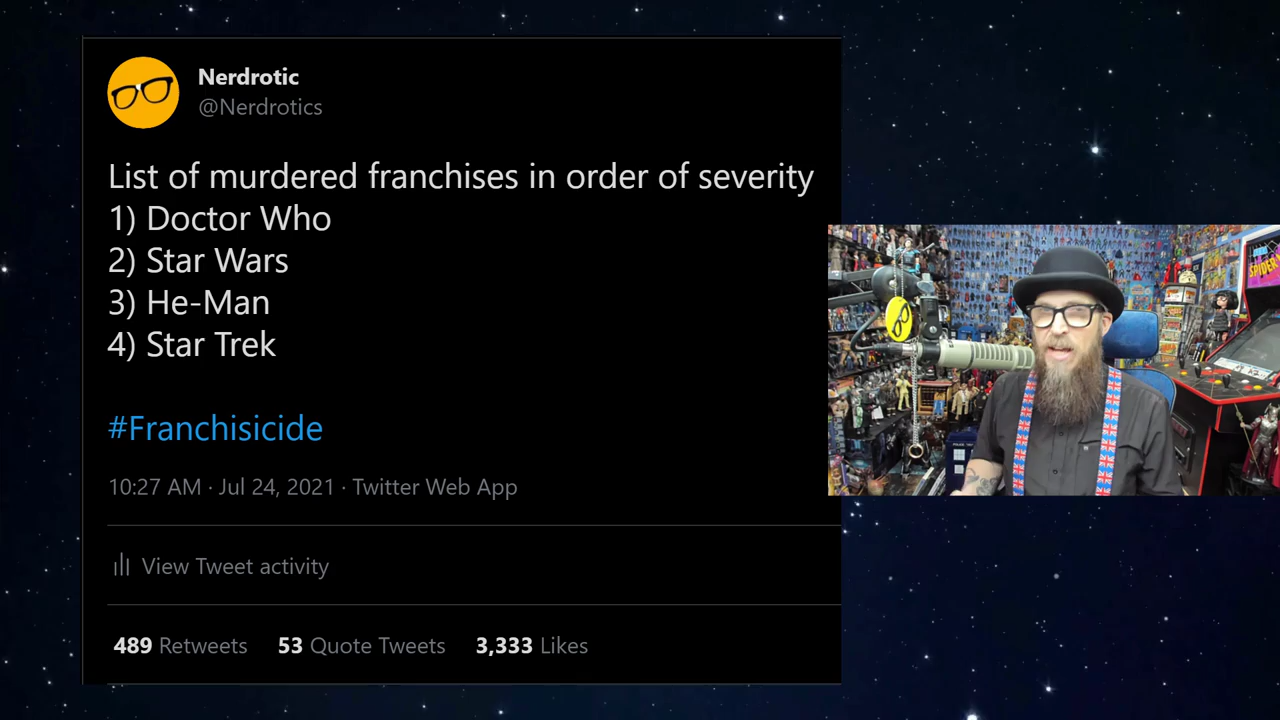 Nerdrotic
@Nerdrotics
List of murdered franchises in order of severity
1) Doctor Who
2) Star Wars
3) He-Man
4) Star Trek
#Franchisicide
10:27 AM · Jul 24, 2021 · Twitter Web App
View Tweet activity
489 Retweets 53 Quote Tweets 3,333 Likes
SPIDER